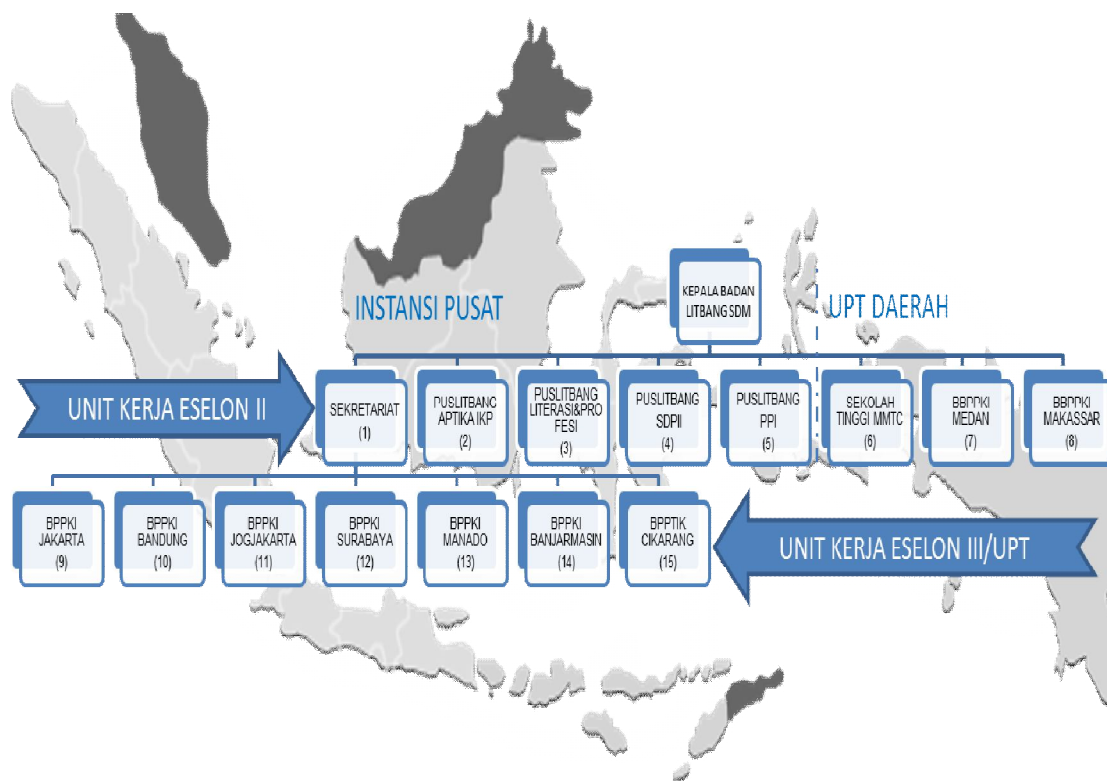 KEPALA BADAN
LITBANG SDM
INSTANSI PUSAT
UPT DAERAH
UNIT KERJA ESELON II
SEKRETARIAT
(1)
PUSLITBANG
APTIKA IKP
(2)
PUSLITBANG
LITERASI&PRO
FESI
(3)
PUSLITBANG
SDPII
(4)
PUSLITBANG
PPI
(5)
SEKOLAH
TINGGI MMTC
(6)
BBPPKI
MEDAN
(7)
BBPPKI
MAKASSAR
(8)
BPPKI
JAKARTA
(9)
BPPKI
BANDUNG
(10)
BPPKI
JOGJAKARTA
(11)
BPPKI
SURABAYA
(12)
BPPKI
MANADO
(13)
BPPKI
BANJARMASIN
(14)
BPPTIK
CIKARANG
(15)
UNIT KERJA ESELON III/UPT